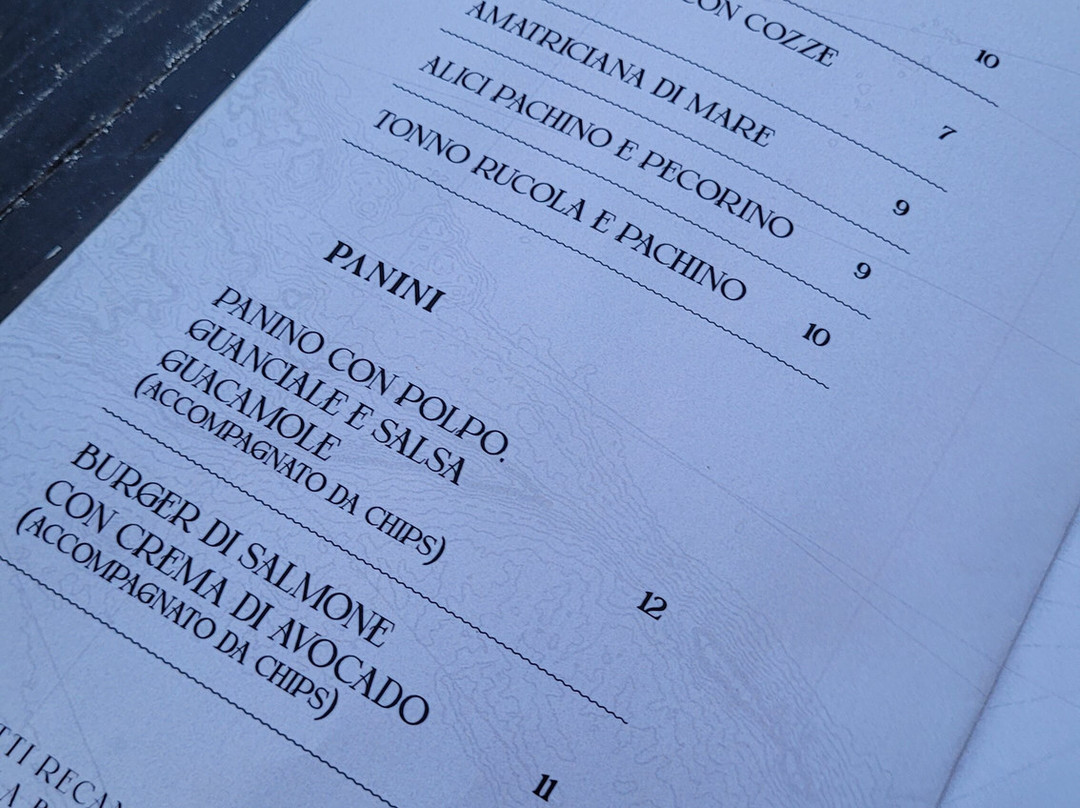 10
CON COZZE 7
AMATRICIANA DI MARE 9
ALICI PACHINO E PECORINO 9
TONNO RUCOLA E PACHINO 10
PANINI
PANINO CON POLPO.
GUANCIALE E SALSA
GUACAMOLE
(ACCOMPAGNATO DA CHIPS) 12
BURGER DI SALMONE
CON CREMA DI AVOCADO
(ACCOMPAGNATO DA CHIPS) 11